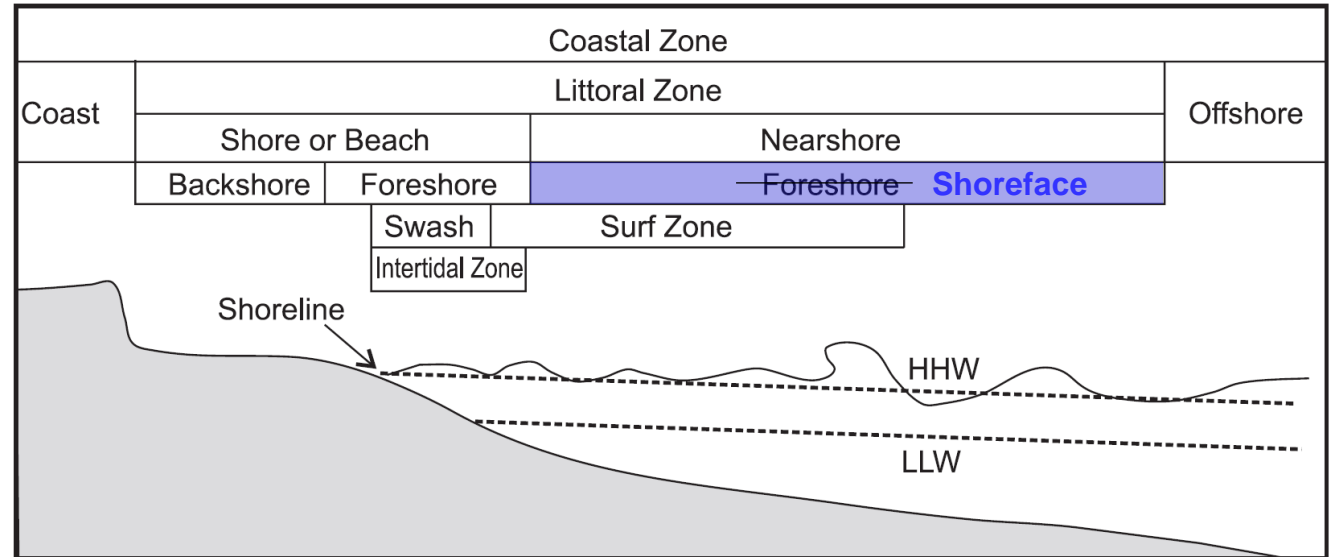 Coastal Zone
Coast
Littoral Zone
Offshore
Shore or Beach
Nearshore
Backshore
Foreshore
Foreshore Shoreface
Swash
Surf Zone
Intertidal Zone
Shoreline
HHW
LLW